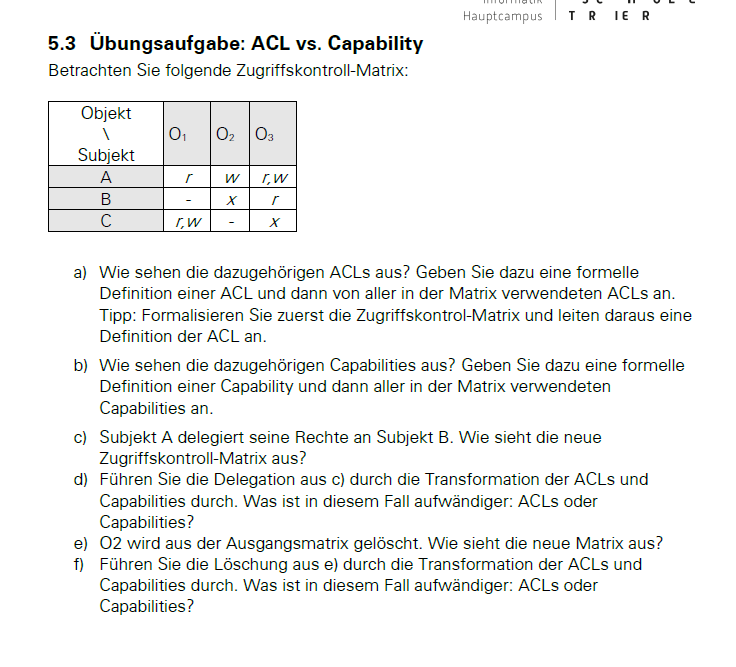 Hauptcampus T R I E R
5.3 Übungsaufgabe: ACL vs. Capability
Betrachten Sie folgende Zugriffskontroll-Matrix:
Objekt
\
Subjekt
O₁ O₂ O₃
A r w r,w
B - x r
C r,w - x
a) Wie sehen die dazugehörigen ACLs aus? Geben Sie dazu eine formelle
Definition einer ACL und dann von aller in der Matrix verwendeten ACLs an.
Tipp: Formalisieren Sie zuerst die Zugriffskontrol-Matrix und leiten daraus eine
Definition der ACL an.
b) Wie sehen die dazugehörigen Capabilities aus? Geben Sie dazu eine formelle
Definition einer Capability und dann aller in der Matrix verwendeten
Capabilities an.
c) Subjekt A delegiert seine Rechte an Subjekt B. Wie sieht die neue
Zugriffskontroll-Matrix aus?
d) Führen Sie die Delegation aus c) durch die Transformation der ACLs und
Capabilities durch. Was ist in diesem Fall aufwändiger: ACLs oder
Capabilities?
e) O2 wird aus der Ausgangsmatrix gelöscht. Wie sieht die neue Matrix aus?
f) Führen Sie die Löschung aus e) durch die Transformation der ACLs und
Capabilities durch. Was ist in diesem Fall aufwändiger: ACLs oder
Capabilities?